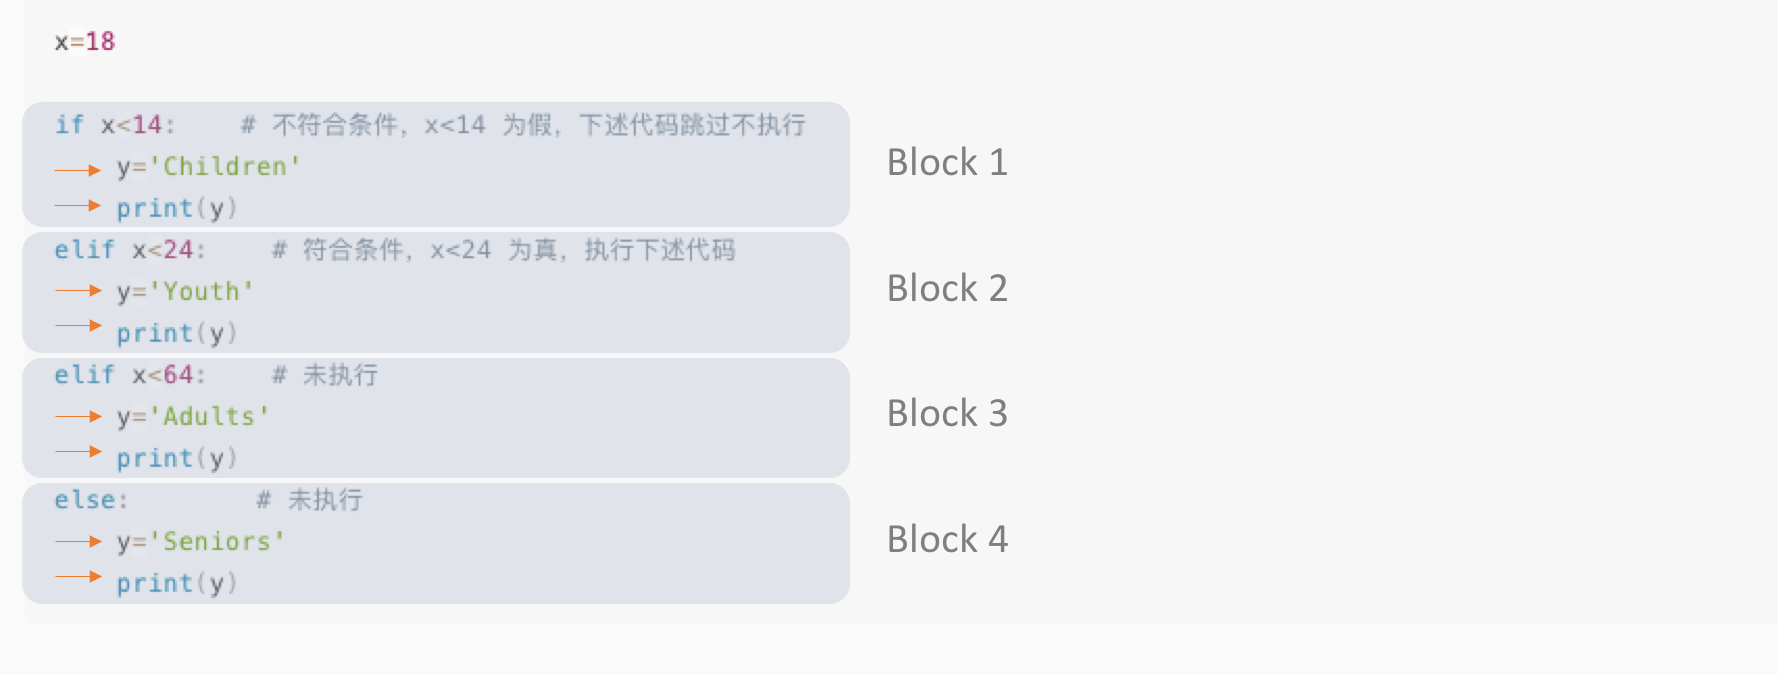 x=18
if x<14:    # 不符合条件，x<14 为假，下述代码跳过不执行
y='Children'
print(y)
Block 1
elif x<24:    # 符合条件，x<24 为真，执行下述代码
y='Youth'
print(y)
Block 2
elif x<64:    # 未执行
y='Adults'
print(y)
Block 3
else:        # 未执行
y='Seniors'
print(y)
Block 4